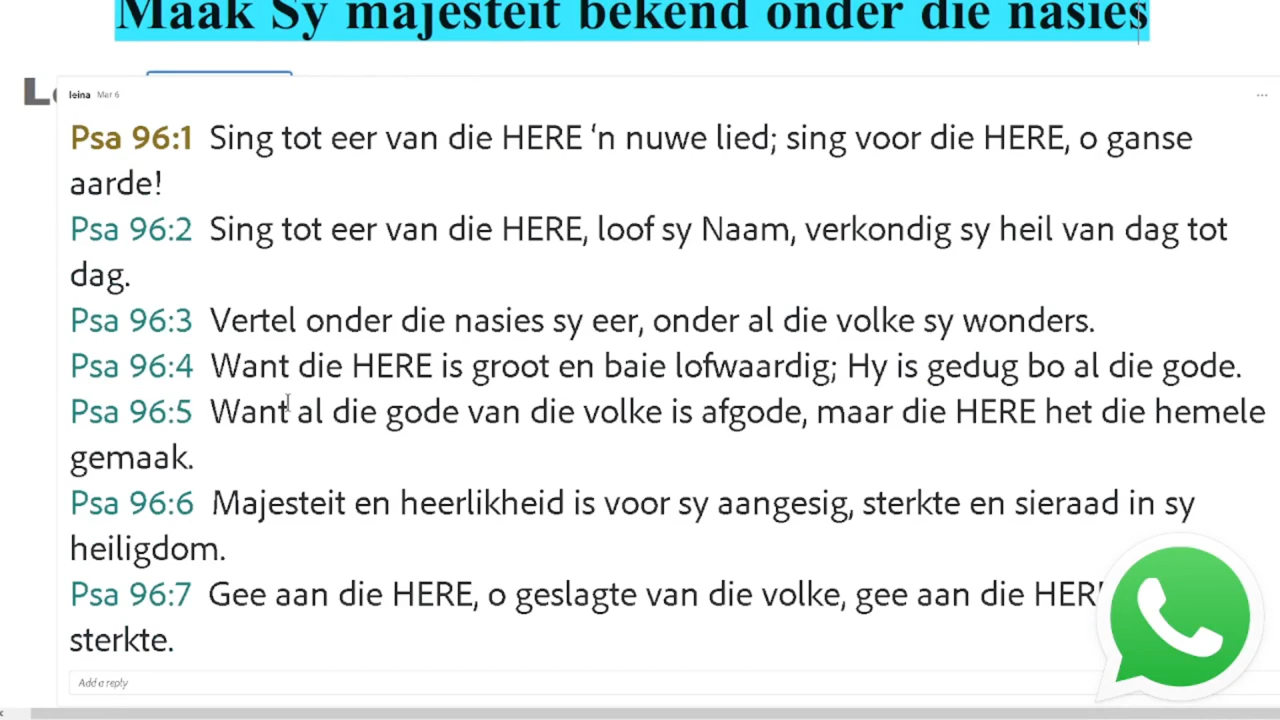 Maak Sy majesteit bekend onder die nasies
leina Mar 6
Psa 96:1 Sing tot eer van die HERE ‘n nuwe lied; sing voor die HERE, o ganse
aarde!
Psa 96:2 Sing tot eer van die HERE, loof sy Naam, verkondig sy heil van dag tot
dag.
Psa 96:3 Vertel onder die nasies sy eer, onder al die volke sy wonders.
Psa 96:4 Want die HERE is groot en baie lofwaardig; Hy is gedug bo al die gode.
Psa 96:5 Want al die gode van die volke is afgode, maar die HERE het die hemele
gemaak.
Psa 96:6 Majesteit en heerlikheid is voor sy aangesig, sterkte en sieraad in sy
heiligdom.
Psa 96:7 Gee aan die HERE, o geslagte van die volke, gee aan die
sterkte.
Add a reply